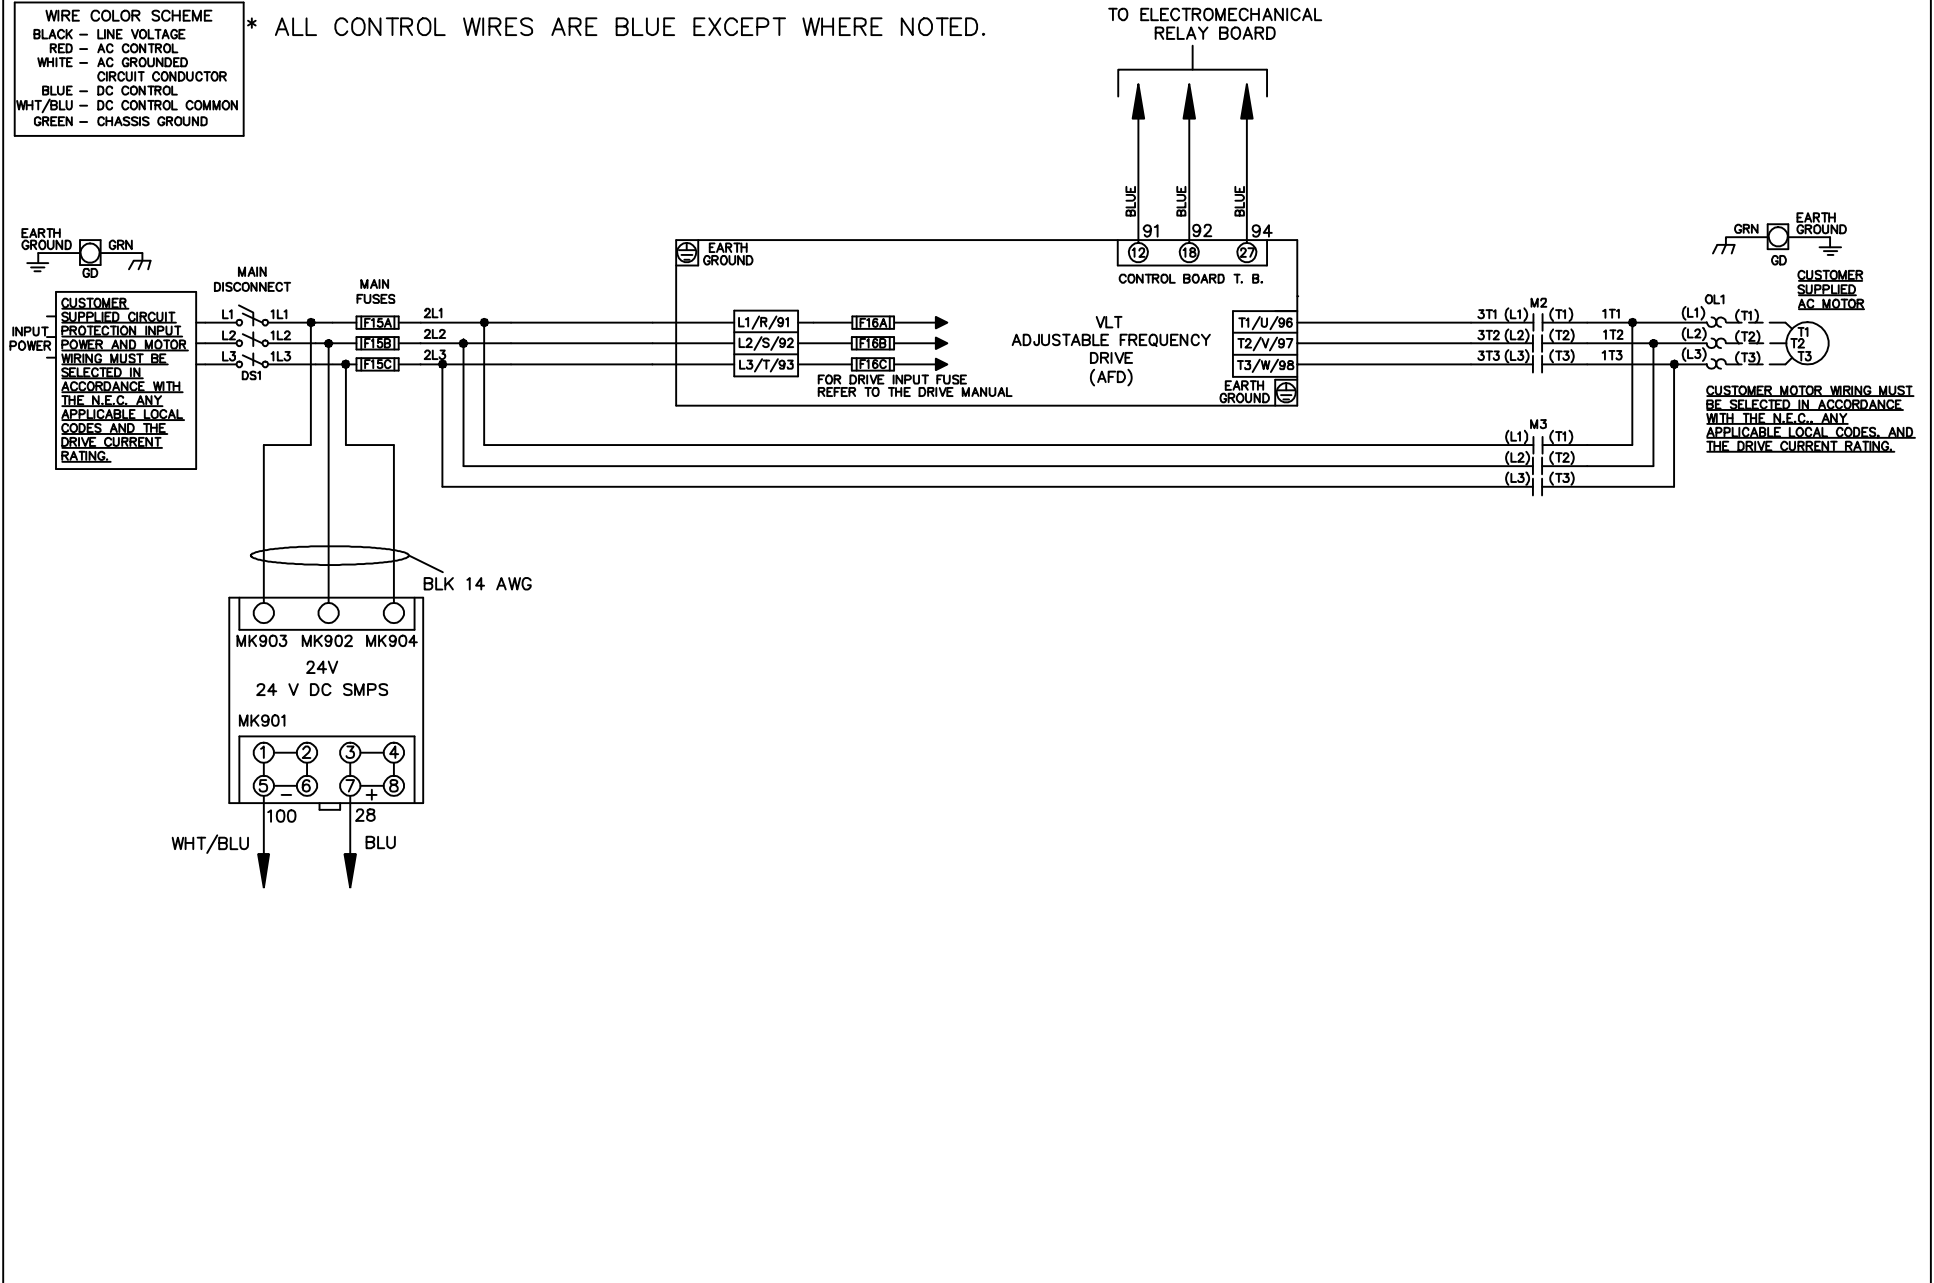 WIRE COLOR SCHEME
BLACK – LINE VOLTAGE
RED – AC CONTROL
WHITE – AC GROUNDED
CIRCUIT CONDUCTOR
BLUE – DC CONTROL
WHT/BLU – DC CONTROL COMMON
GREEN – CHASSIS GROUND
* ALL CONTROL WIRES ARE BLUE EXCEPT WHERE NOTED.
TO ELECTROMECHANICAL
RELAY BOARD
BLUE
BLUE
BLUE
91 92 94
12 18 27
CONTROL BOARD T. B.
EARTH
GROUND
GRN
GD
INPUT
POWER
CUSTOMER
SUPPLIED CIRCUIT
PROTECTION INPUT
POWER AND MOTOR
WIRING MUST BE
SELECTED IN
ACCORDANCE WITH
THE N.E.C. ANY
APPLICABLE LOCAL
CODES AND THE
DRIVE CURRENT
RATING.
MAIN
DISCONNECT
L1 1L1
L2 1L2
L3 1L3
DS1
MAIN
FUSES
F15A
F15B
F15C
2L1
2L2
2L3
EARTH
GROUND
L1/R/91
L2/S/92
L3/T/93
F16A
F16B
F16C
FOR DRIVE INPUT FUSE
REFER TO THE DRIVE MANUAL
VLT
ADJUSTABLE FREQUENCY
DRIVE
(AFD)
T1/U/96
T2/V/97
T3/W/98
EARTH
GROUND
M2
3T1 (L1) (T1) 1T1
3T2 (L2) (T2) 1T2
3T3 (L3) (T3) 1T3
M3
(L1) (T1)
(L2) (T2)
(L3) (T3)
OL1
(L1) (T1)
(L2) (T2)
(L3) (T3)
T1
T2
T3
GRN
EARTH
GROUND
GD
CUSTOMER
SUPPLIED
AC MOTOR
CUSTOMER MOTOR WIRING MUST
BE SELECTED IN ACCORDANCE
WITH THE N.E.C.. ANY
APPLICABLE LOCAL CODES. AND
THE DRIVE CURRENT RATING.
BLK 14 AWG
MK903 MK902 MK904
24V
24 V DC SMPS
MK901
1 2 3 4
5 6 7 8
– +
100 28
WHT/BLU BLU